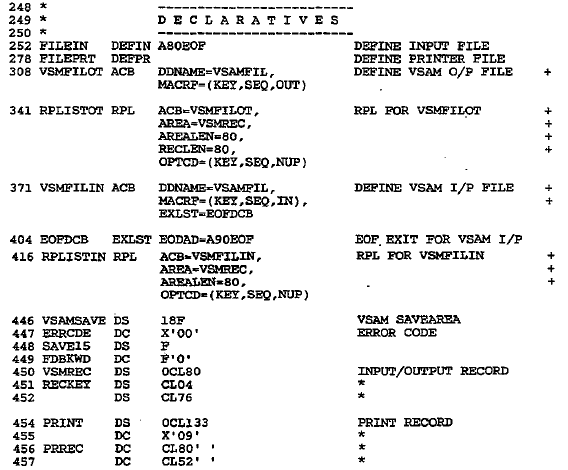 248 * --------------------
249 * D E C L A R A T I V E S
250 * --------------------
252 FILEIN DEFIN A80EOF DEFINE INPUT FILE
278 FILEPRT DEFPR DEFINE PRINTER FILE
308 VSMFILOT ACB DDNAME=VSAMFIL, DEFINE VSAM O/P FILE +
MACRF=(KEY,SEQ,OUT)
341 RPLISTOT RPL ACB=VSMFILOT, RPL FOR VSMFILOT +
AREA=VSMREC, +
AREALEN=80, +
RECLEN=80, +
OPTCD=(KEY,SEQ,NUP)
371 VSMFILIN ACB DDNAME=VSAMFIL, DEFINE VSAM I/P FILE +
MACRF=(KEY,SEQ,IN), +
EXLST=EOFDCB
404 EOFDCB EXLST EODAD=A90EOF EOF EXIT FOR VSAM I/P
416 RPLISTIN RPL ACB=VSMFILIN, RPL FOR VSMFILIN +
AREA=VSMREC, +
AREALEN=80, +
OPTCD=(KEY,SEQ,NUP)
446 VSAMSAVE DS 18F VSAM SAVEAREA
447 ERRCDE DC X'00' ERROR CODE
448 SAVE15 DS F
449 FDBKWD DC F'0'
450 VSMREC DS 0CL80 INPUT/OUTPUT RECORD
451 RECKEY DS CL04 *
452 DS CL76 *
454 PRINT DS 0CL133 PRINT RECORD
455 DC X'09' *
456 PRREC DC CL80' ' *
457 DC CL52' ' *